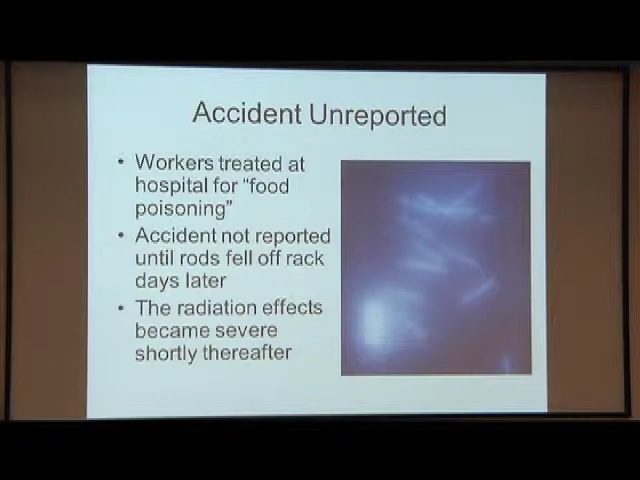 Accident Unreported
• Workers treated at
hospital for “food
poisoning”
• Accident not reported
until rods fell off rack
days later
• The radiation effects
became severe
shortly thereafter